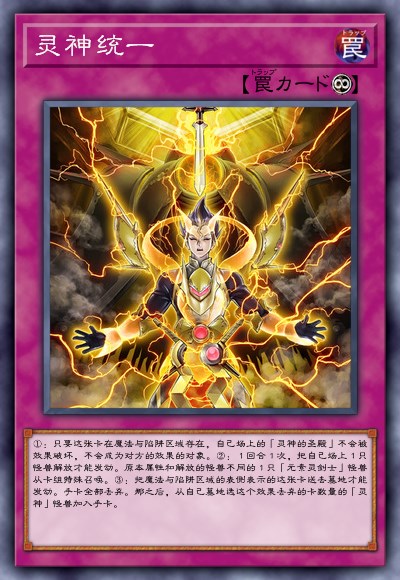 灵神统一
トラップ
罠
トラップ
【罠カード】
①：只要这张卡在魔法与陷阱区域存在，自己场上的「灵神的圣殿」不会被
效果破坏，不会成为对方的效果的对象。②：1回合1次，把自己场上1只
怪兽解放才能发动。原本属性和解放的怪兽不同的1只「元素灵剑士」怪兽
从卡组特殊召唤。③：把魔法与陷阱区域的表侧表示的这张卡送去墓地才能
发动。手卡全部丢弃。那之后，从自己墓地选这个效果丢弃的卡数量的「灵
神」怪兽加入手卡。